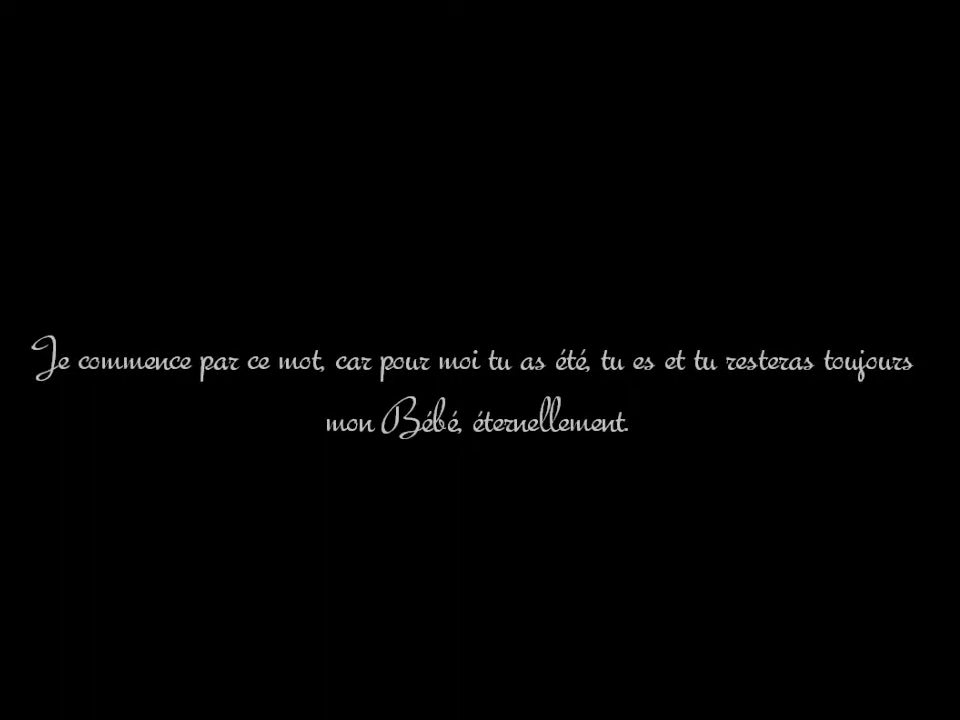 Je commence par ce mot, car pour moi tu as été, tu es et tu resteras toujours
mon Bébé, éternellement.